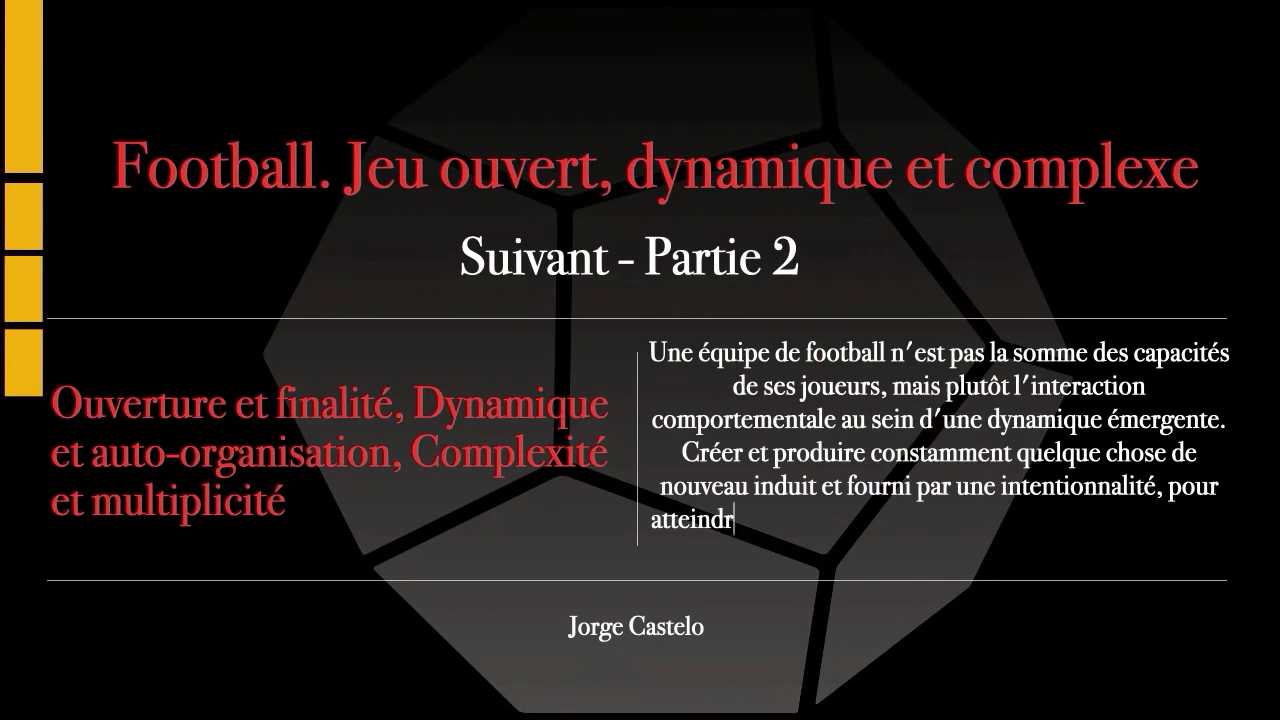 Football. Jeu ouvert, dynamique et complexe
Suivant - Partie 2
Ouverture et finalité, Dynamique
et auto-organisation, Complexité
et multiplicité
Une équipe de football n'est pas la somme des capacités
de ses joueurs, mais plutôt l'interaction
comportementale au sein d'une dynamique émergente.
Créer et produire constamment quelque chose de
nouveau induit et fourni par une intentionnalité, pour
atteindr
Jorge Castelo